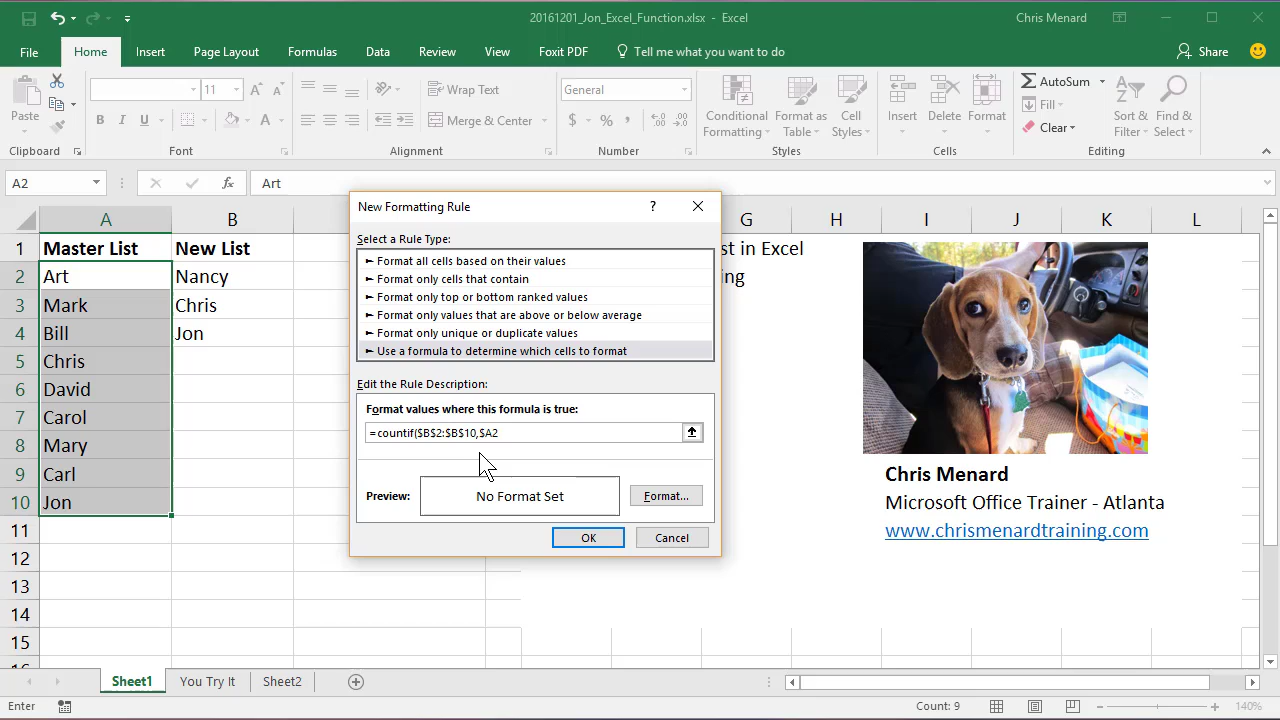 20161201_Jon_Excel_Function.xlsx - Excel
Chris Menard
File Home Insert Page Layout Formulas Data Review View Foxit PDF Tell me what you want to do Share
Paste
11
B I U
A
Wrap Text
Merge & Center
General
$ % ,
Conditional Formatting
Format as Table
Cell Styles
Insert
Delete
Format
AutoSum
Fill
Clear
Sort & Filter
Find & Select
Clipboard Font Alignment Number Styles Cells Editing
A2
fx
Art
A B G H I J K L
1 Master List New List
2 Art Nancy
3 Mark Chris
4 Bill Jon
5 Chris
6 David
7 Carol
8 Mary
9 Carl
10 Jon
11
12
13
14
15
New Formatting Rule
? 
Select a Rule Type:
► Format all cells based on their values
► Format only cells that contain
► Format only top or bottom ranked values
► Format only values that are above or below average
► Format only unique or duplicate values
► Use a formula to determine which cells to format
Edit the Rule Description:
Format values where this formula is true:
=countif($B$2:$B$10,$A2
Preview:
No Format Set
Format...
OK
Cancel
st in Excel
ng
Chris Menard
Microsoft Office Trainer - Atlanta
www.chrismenardtraining.com
Sheet1 You Try It Sheet2
Enter
Count: 9
140%